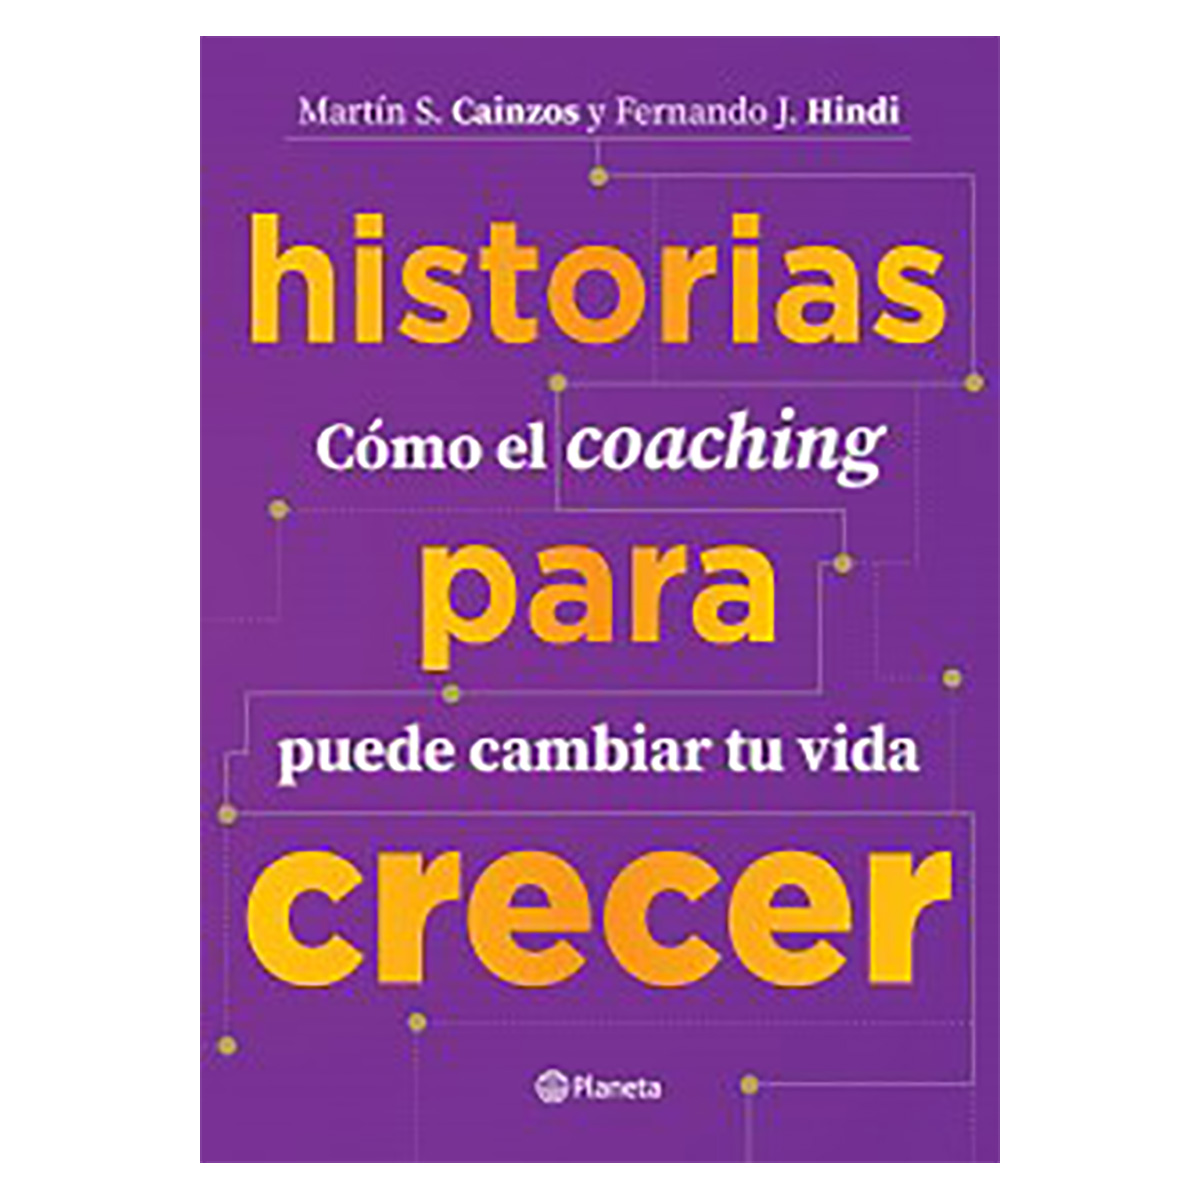 Martín S. Cainzos y Fernando J. Hindi
historias
Cómo el coaching
para
puede cambiar tu vida
crecer
Planeta